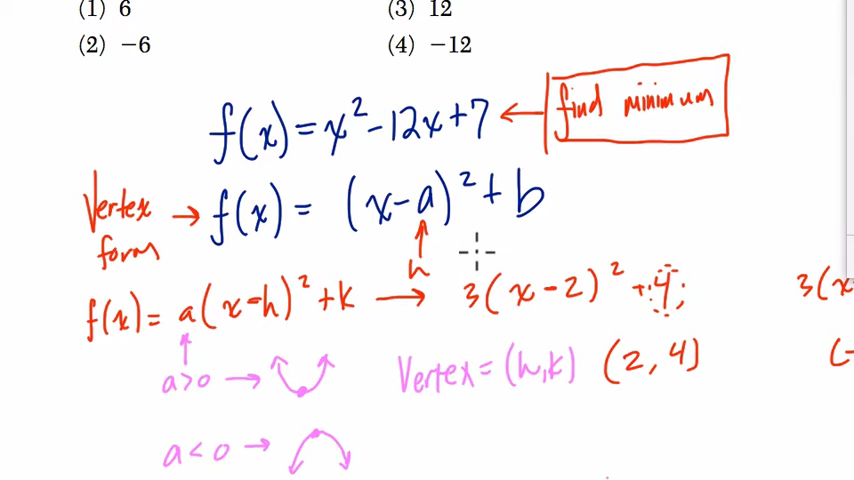 (1) 6 (3) 12
(2) −6 (4) −12
f(x) = x² - 12x + 7 ← find minimum
Vertex form → f(x) = (x - a)² + b
↑
h
f(x) = a(x - h)² + k → 3(x - 2)² + 4 3(x
↑
a > 0 → Vertex = (h, k) (2, 4) (-
a < 0 →